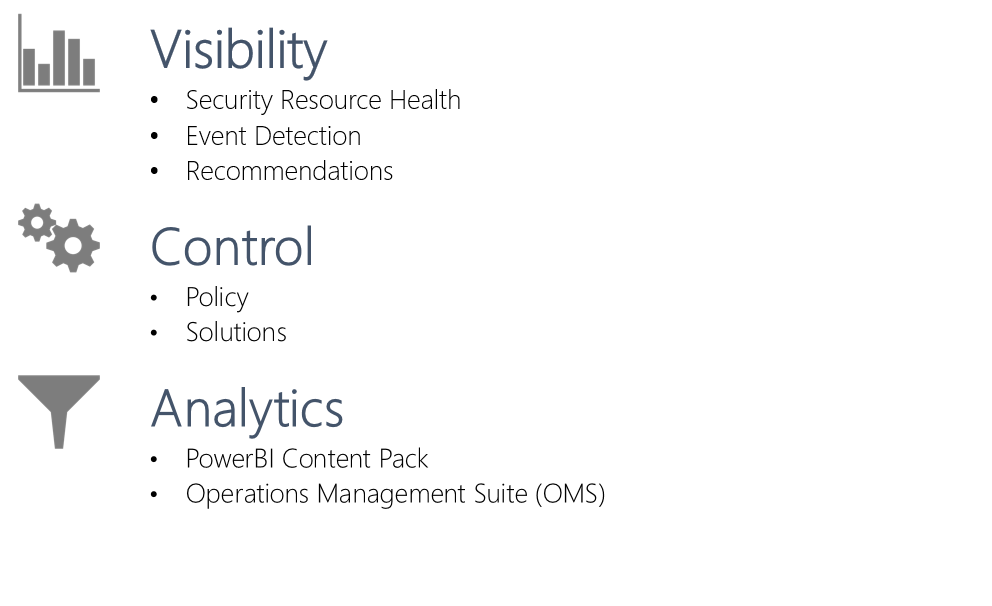 Visibility
• Security Resource Health
• Event Detection
• Recommendations
Control
• Policy
• Solutions
Analytics
• PowerBI Content Pack
• Operations Management Suite (OMS)